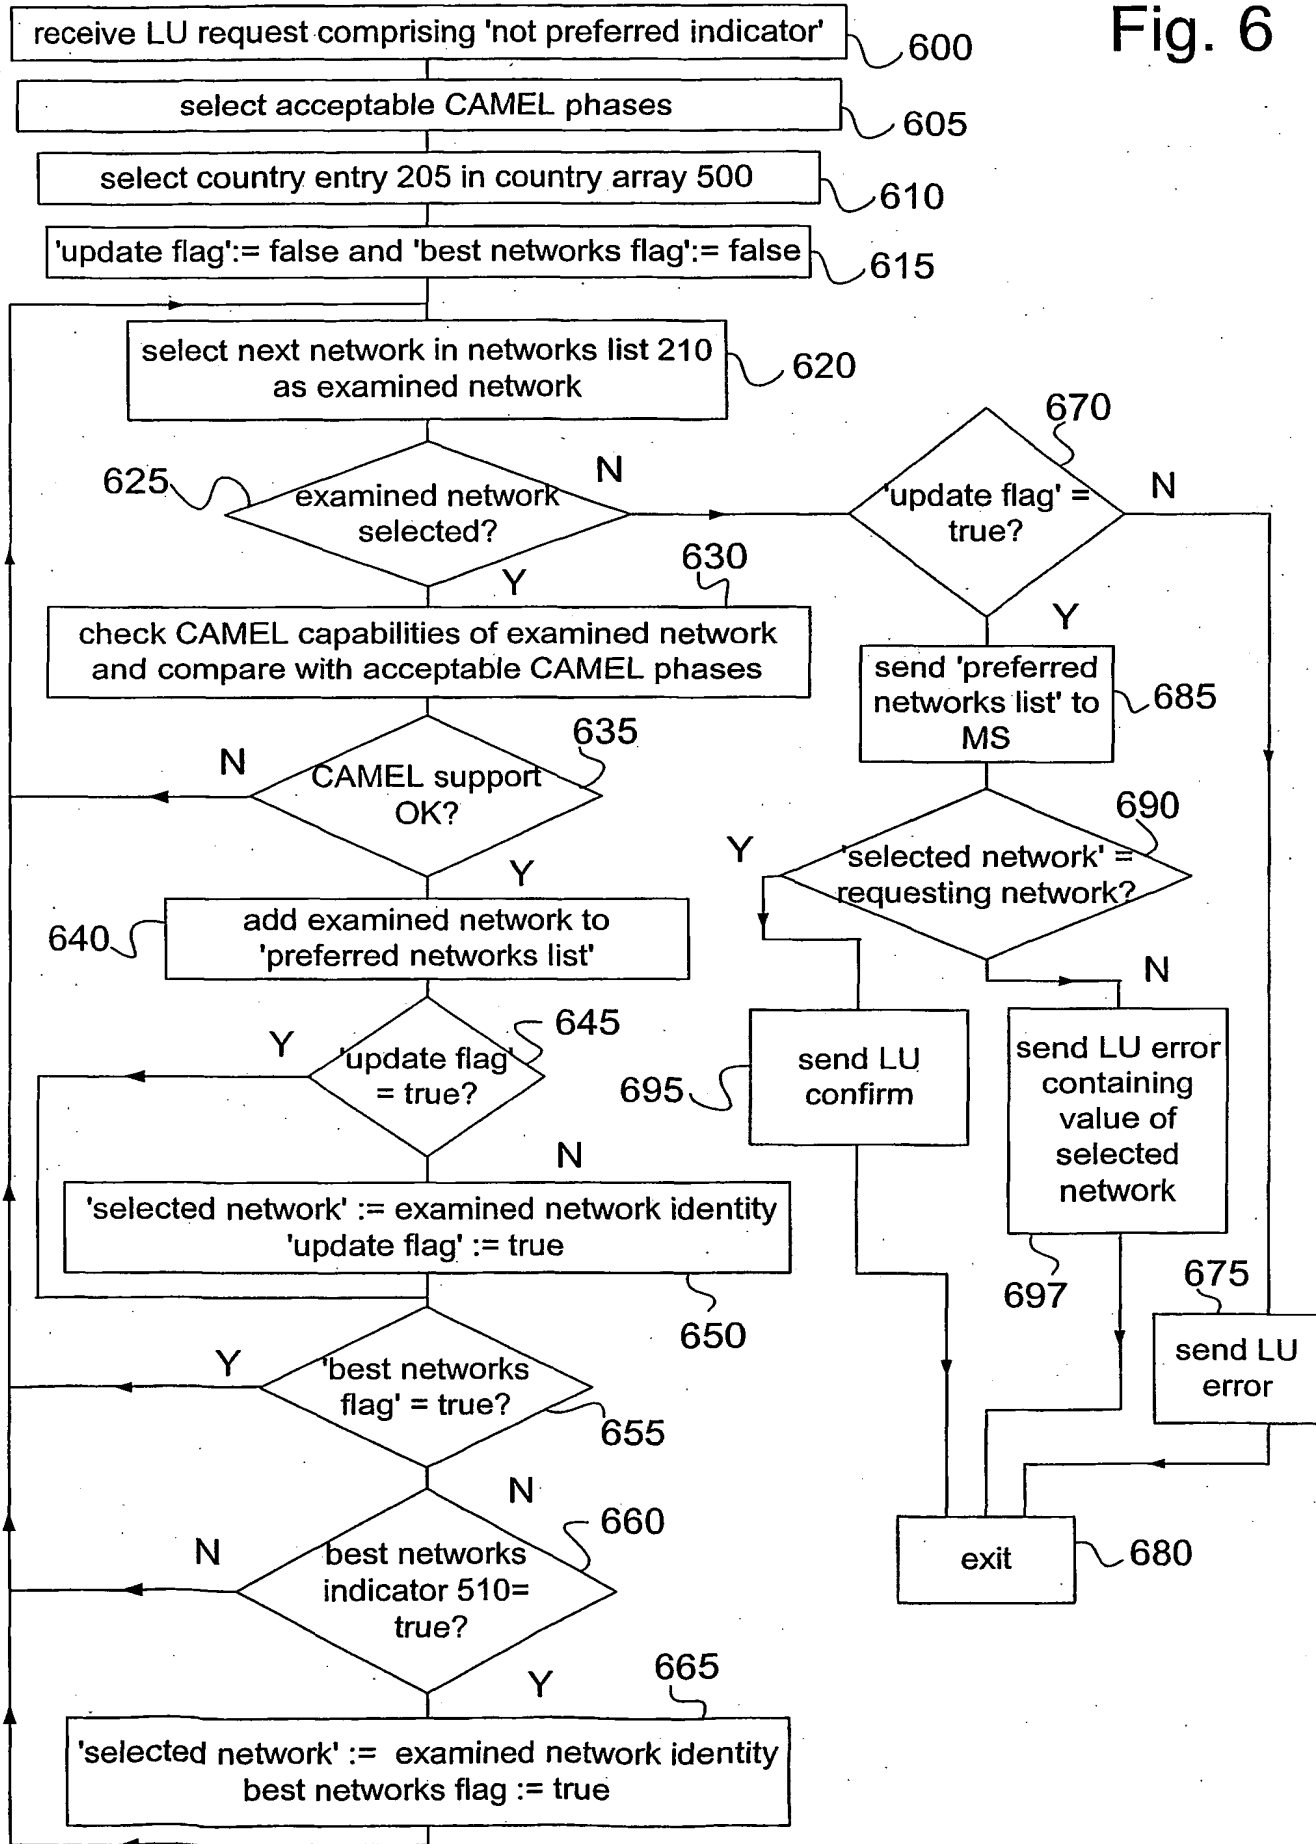 Fig. 6
receive LU request comprising 'not preferred indicator'
600
select acceptable CAMEL phases
605
select country entry 205 in country array 500
610
'update flag':= false and 'best networks flag':= false
615
select next network in networks list 210
as examined network
620
625
examined network
selected?
N
Y
670
'update flag' =
true?
N
Y
630
check CAMEL capabilities of examined network
and compare with acceptable CAMEL phases
635
CAMEL support
OK?
N
Y
640
add examined network to
'preferred networks list'
645
'update flag'
= true?
Y
N
'selected network' := examined network identity
'update flag' := true
650
'best networks
flag' = true?
Y
655
N
660
best networks
indicator 510=
true?
N
Y
665
'selected network' := examined network identity
best networks flag := true
send 'preferred
networks list' to
MS
685
690
'selected network' =
requesting network?
Y
N
send LU
confirm
695
send LU error
containing
value of
selected
network
697
675
send LU
error
exit
680